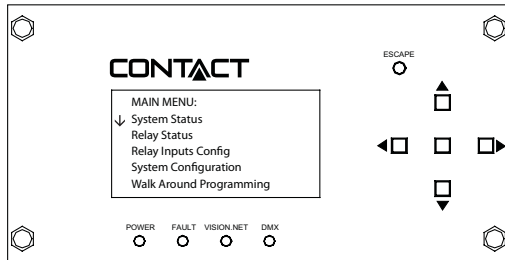 ESCAPE
CONTACT
MAIN MENU:
↓ System Status
Relay Status
Relay Inputs Config
System Configuration
Walk Around Programming
POWER FAULT VISION.NET DMX